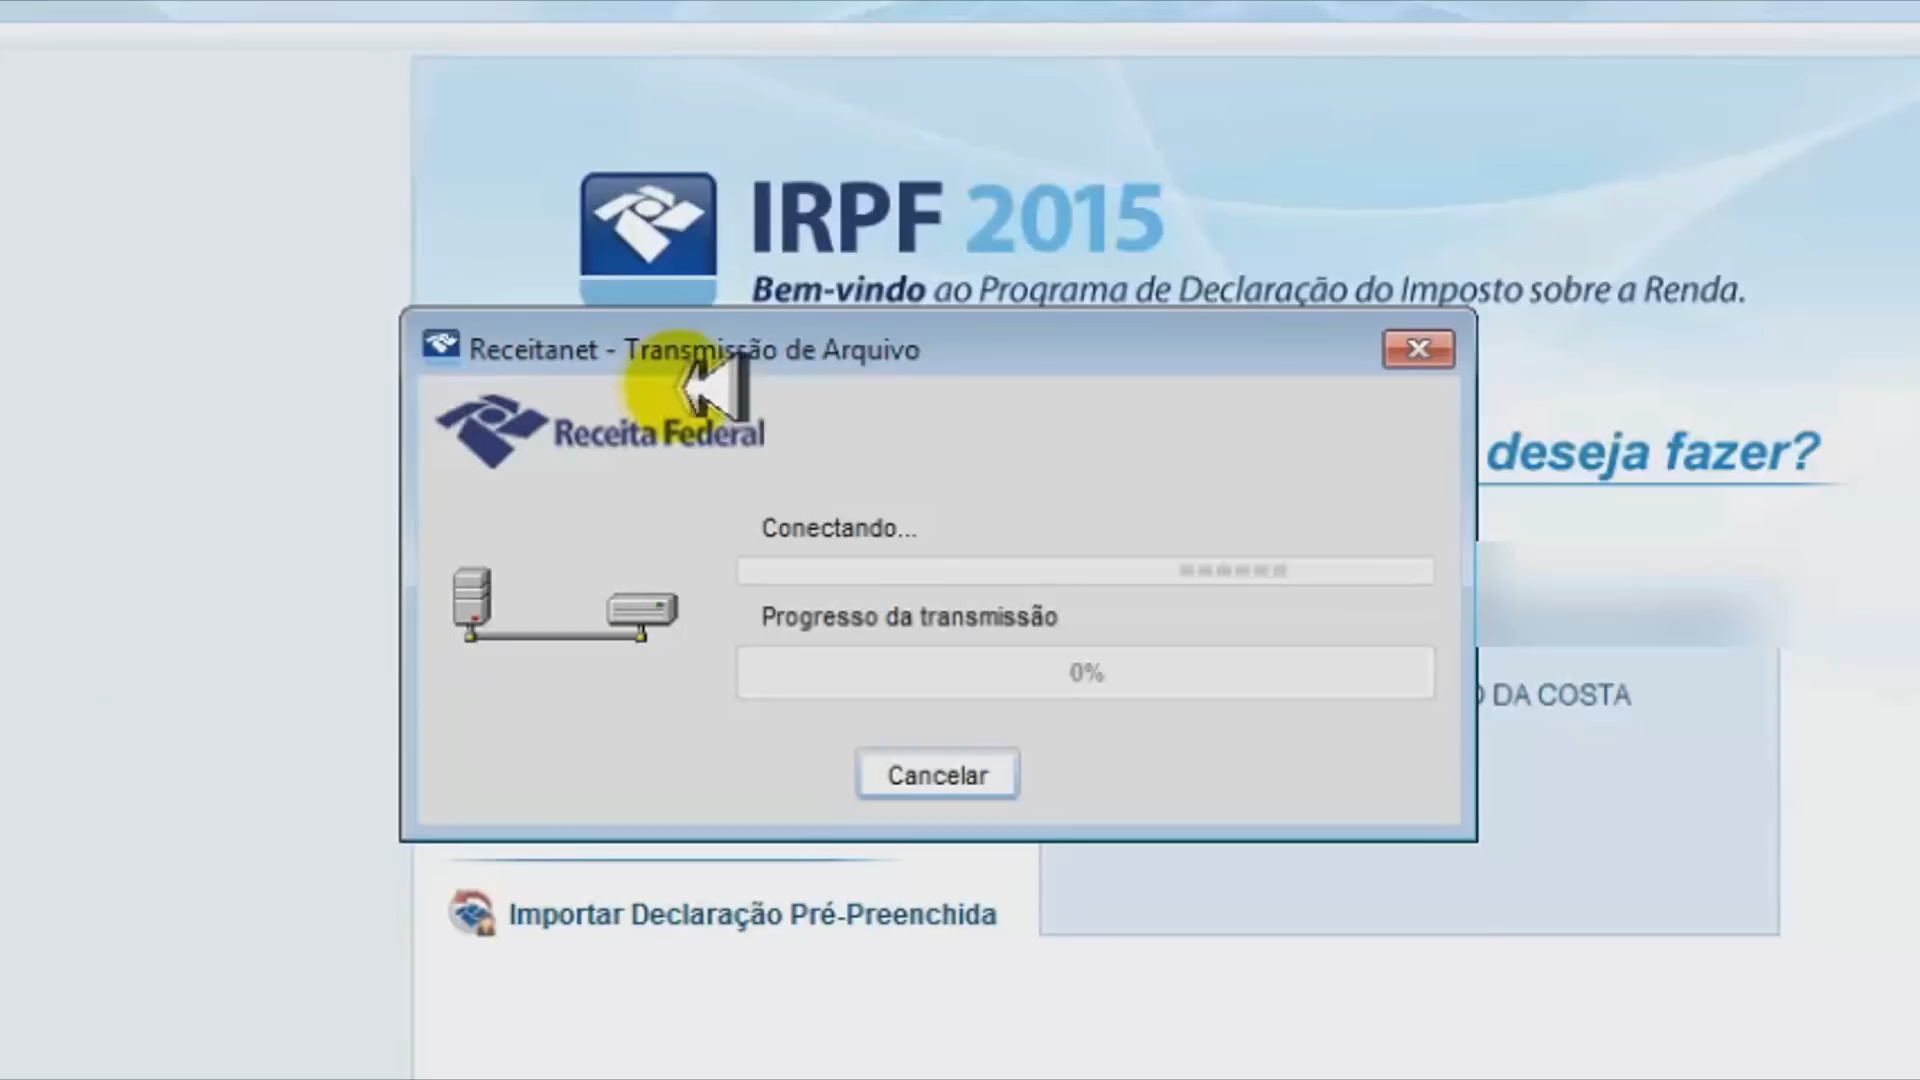 IRPF 2015
Bem-vindo ao Programa de Declaração do Imposto sobre a Renda.
Receitanet - Transmissão de Arquivo
Receita Federal
deseja fazer?
Conectando...
Progresso da transmissão
0%
DA COSTA
Cancelar
Importar Declaração Pré-Preenchida